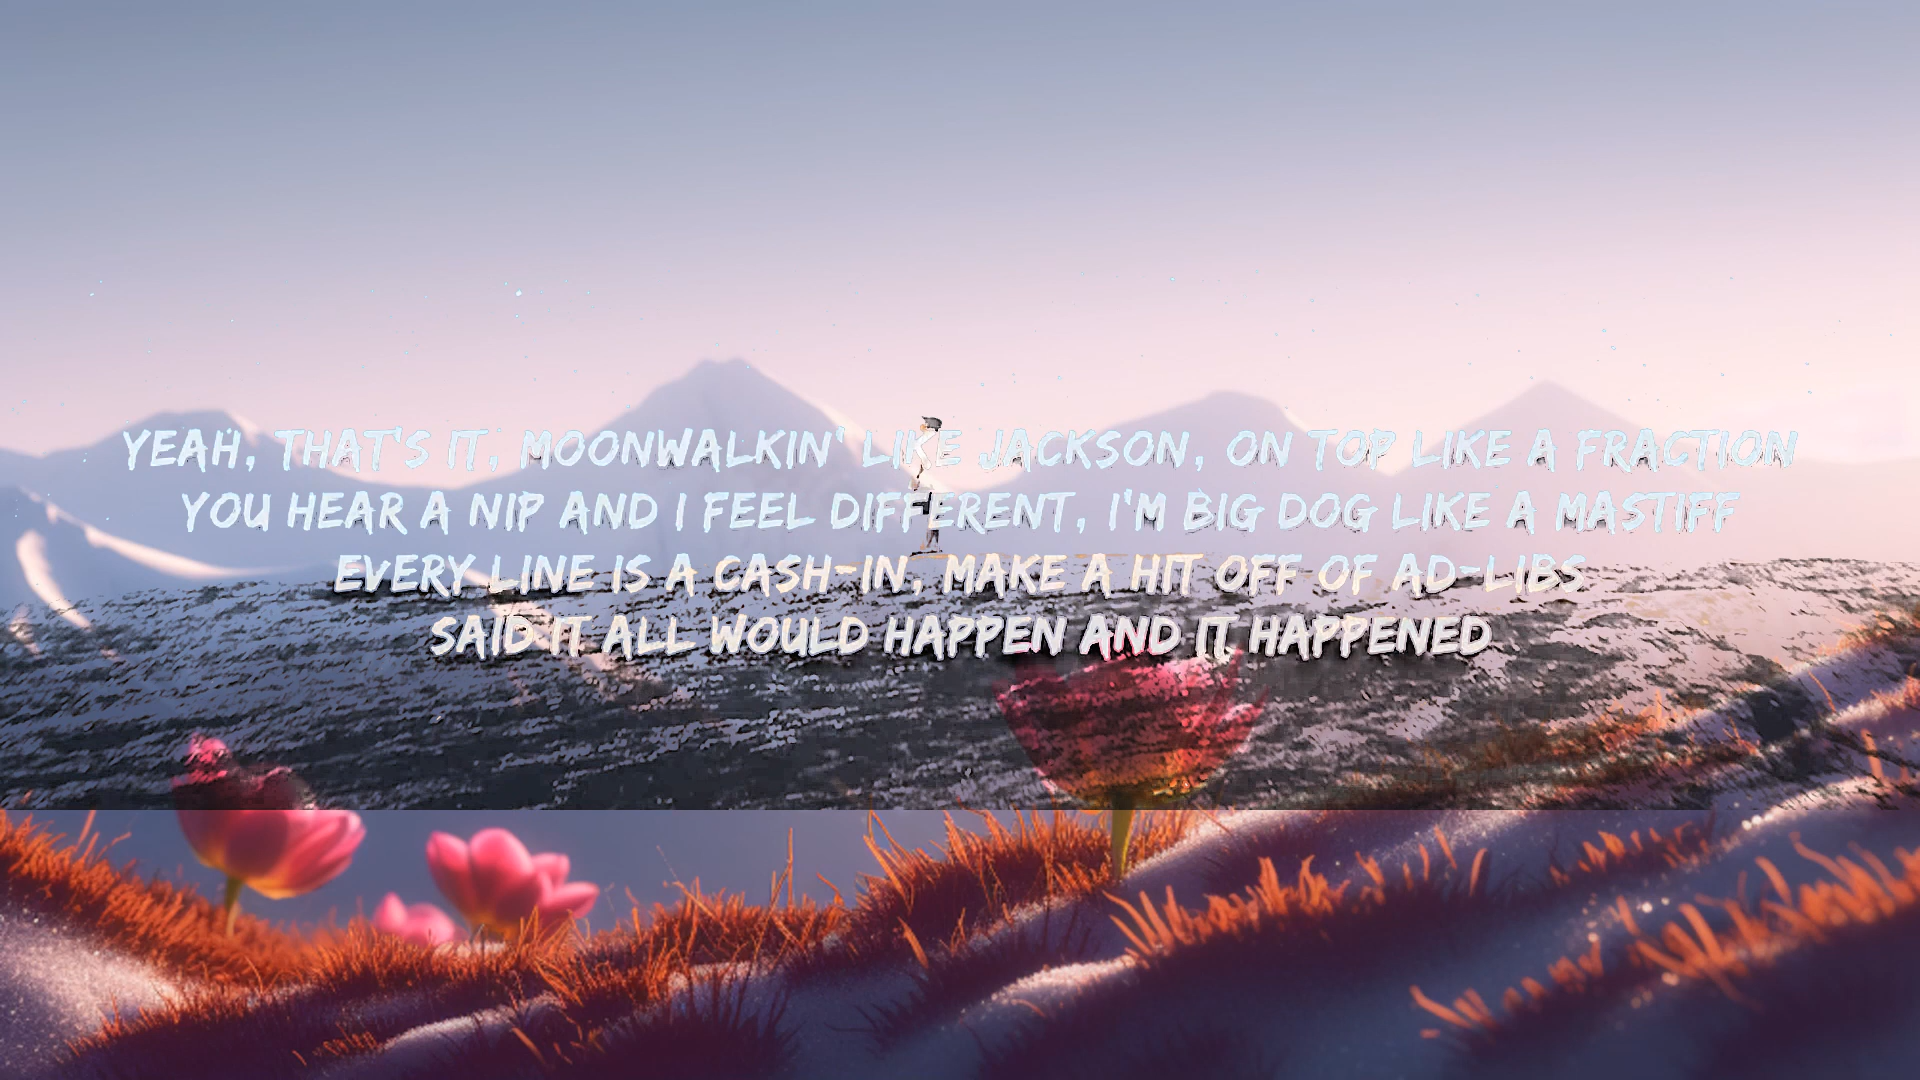 YEAH, THAT'S IT, MOONWALKIN' LIKE JACKSON, ON TOP LIKE A FRACTION
YOU HEAR A NIP AND I FEEL DIFFERENT, I'M BIG DOG LIKE A MASTIFF
EVERY LINE IS A CASH-IN, MAKE A HIT OFF OF AD-LIBS
SAID IT ALL WOULD HAPPEN AND IT HAPPENED